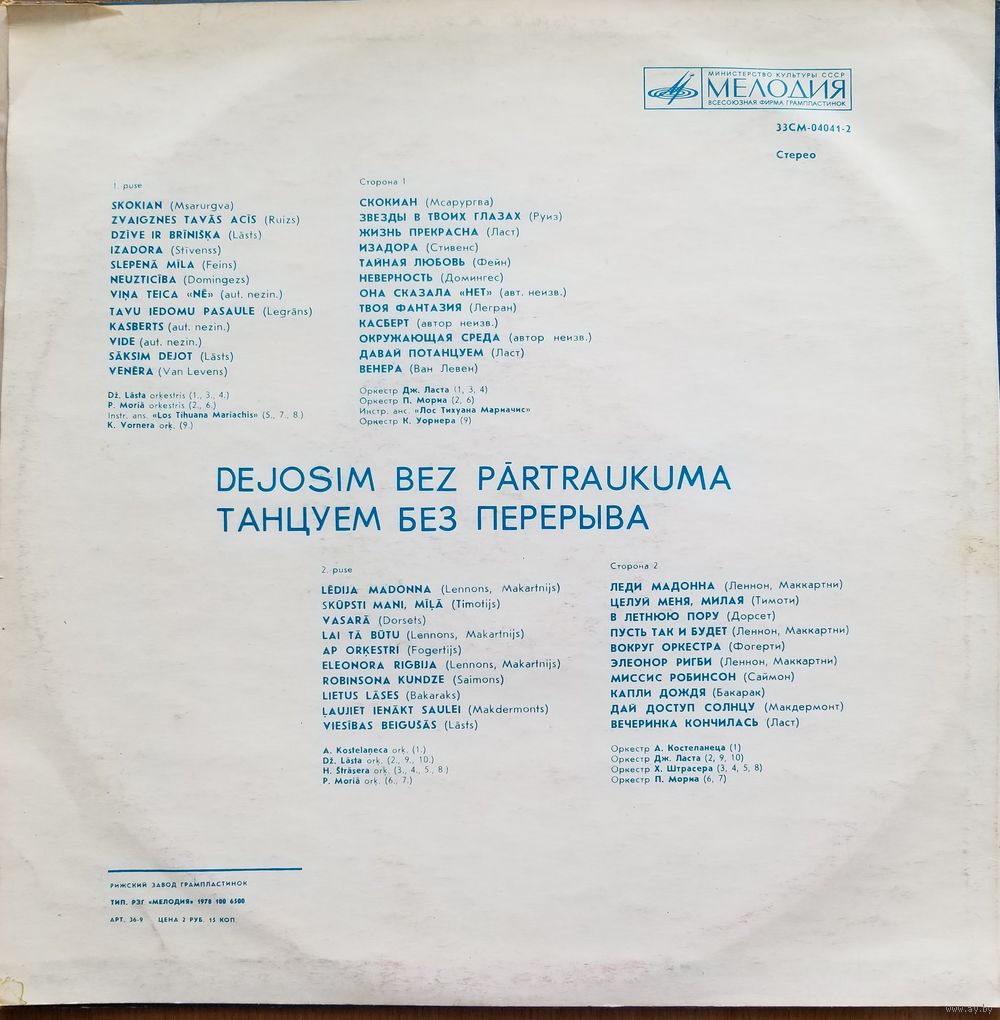 МИНИСТЕРСТВО КУЛЬТУРЫ СССР
МЕЛОДИЯ
ВСЕСОЮЗНАЯ ФИРМА ГРАМПЛАСТИНОК
33СМ-04041-2
Стерео
1. puse
SKOKIAN (Msarurgva)
ZVAIGZNES TAVĀS ACĪS (Ruizs)
DZĪVE IR BRĪNIŠĶA (Lāsts)
IZADORA (Stīvenss)
SLEPENĀ MĪLA (Feins)
NEUZTICĪBA (Domingezs)
VIŅA TEICA «NĒ» (aut. nezin.)
TAVU IEDOMU PASAULE (Legrāns)
KASBERTS (aut. nezin.)
VIDE (aut. nezin.)
SĀKSIM DEJOT (Lāsts)
VENĒRA (Van Levens)
Dž. Lāsta orķestris (1., 3., 4.)
P. Moriā orķestris (2., 6.)
Instr. ans. «Los Tihuana Mariachis» (5., 7., 8.)
K. Vornera orķ. (9.)
Сторона 1
СКОКИАН (Мсарургва)
ЗВЕЗДЫ В ТВОИХ ГЛАЗАХ (Руиз)
ЖИЗНЬ ПРЕКРАСНА (Ласт)
ИЗАДОРА (Стивенс)
ТАЙНАЯ ЛЮБОВЬ (Фейн)
НЕВЕРНОСТЬ (Домингес)
ОНА СКАЗАЛА «НЕТ» (авт. неизв.)
ТВОЯ ФАНТАЗИЯ (Легран)
КАСБЕРТ (автор неизв.)
ОКРУЖАЮЩАЯ СРЕДА (автор неизв.)
ДАВАЙ ПОТАНЦУЕМ (Ласт)
ВЕНЕРА (Ван Левен)
Оркестр Дж. Ласта (1, 3, 4)
Оркестр П. Мориа (2, 6)
Инстр. анс. «Лос Тихуана Мариачис»
Оркестр К. Уорнера (9)
DEJOSIM BEZ PĀRTRAUKUMA
ТАНЦУЕМ БЕЗ ПЕРЕРЫВА
2. puse
LĒDIJA MADONNA (Lennons, Makartnijs)
SKŪPSTI MANI, MĪĻĀ (Timotijs)
VASARĀ (Dorsets)
LAI TĀ BŪTU (Lennons, Makartnijs)
AP ORĶESTRI (Fogertijs)
ELEONORA RIGBIJA (Lennons, Makartnijs)
ROBINSONA KUNDZE (Saimons)
LIETUS LĀSES (Bakaraks)
ĻAUJIET IENĀKT SAULEI (Makdermonts)
VIESĪBAS BEIGUŠĀS (Lāsts)
A. Kosteļaņeca orķ. (1.)
Dž. Lāsta orķ. (2., 9., 10.)
H. Štrāsera orķ. (3., 4., 5., 8.)
P. Moriā orķ. (6., 7.)
Сторона 2
ЛЕДИ МАДОННА (Леннон, Маккартни)
ЦЕЛУЙ МЕНЯ, МИЛАЯ (Тимоти)
В ЛЕТНЮЮ ПОРУ (Дорсет)
ПУСТЬ ТАК И БУДЕТ (Леннон, Маккартни)
ВОКРУГ ОРКЕСТРА (Фогерти)
ЭЛЕОНОР РИГБИ (Леннон, Маккартни)
МИССИС РОБИНСОН (Саймон)
КАПЛИ ДОЖДЯ (Бакарак)
ДАЙ ДОСТУП СОЛНЦУ (Макдермонт)
ВЕЧЕРИНКА КОНЧИЛАСЬ (Ласт)
Оркестр А. Костеланеца (1)
Оркестр Дж. Ласта (2, 9, 10)
Оркестр Х. Штрасера (3, 4, 5, 8)
Оркестр П. Мориа (6, 7)
РИЖСКИЙ ЗАВОД ГРАМПЛАСТИНОК
ТИП. РЗГ «МЕЛОДИЯ» 1978 100 6500
АРТ. 36-9 ЦЕНА 2 РУБ. 15 КОП.
www.ay.by